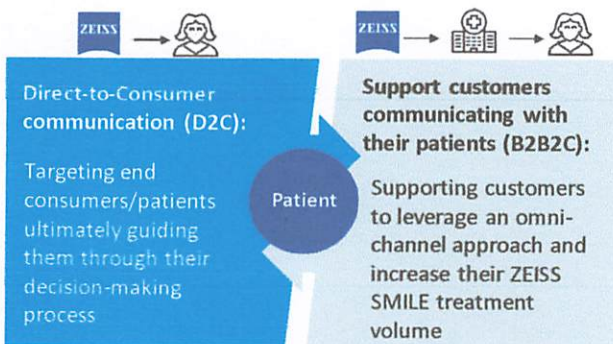 ZEISS
Direct-to-Consumer
communication (D2C):
Targeting end
consumers/patients
ultimately guiding
them through their
decision-making
process
Patient
ZEISS
Support customers
communicating with
their patients (B2B2C):
Supporting customers
to leverage an omni-
channel approach and
increase their ZEISS
SMILE treatment
volume